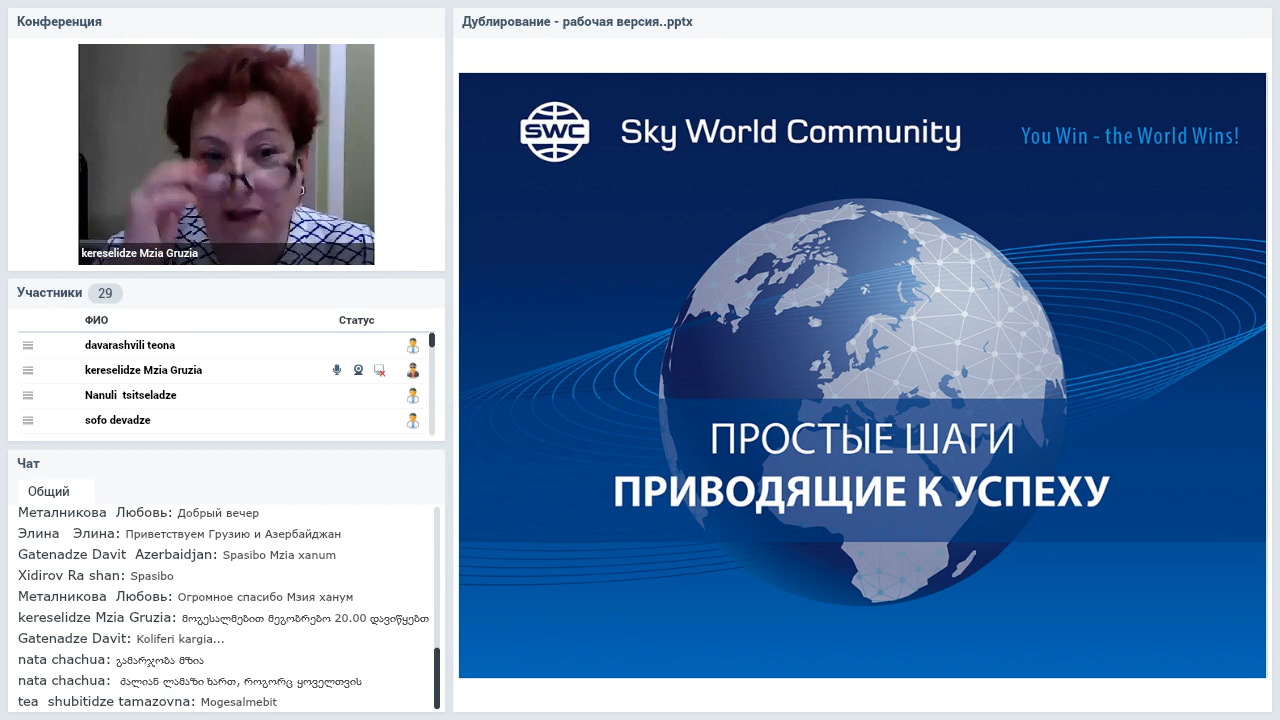 Конференция
kereselidze Mzia Gruzia
Участники 29
ФИО Статус
davarashvili teona
kereselidze Mzia Gruzia
Nanuli tsitseladze
sofo devadze
Чат
Общий
Металникова Любовь: Добрый вечер
Элина Элина: Приветствуем Грузию и Азербайджан
Gatenadze Davit Azerbaidjan: Spasibo Mzia xanum
Xidirov Ra shan: Spasibo
Металникова Любовь: Огромное спасибо Мзия ханум
kereselidze Mzia Gruzia: მოგესალმებით მეგობრებო 20.00 დავიწყებთ
Gatenadze Davit: Koliferi kargia...
nata chachua: გამარჯობა მზია
nata chachua: ძალიან ლამაზი ხართ, როგორც ყოველთვის
tea shubitidze tamazovna: Mogesalmebit
Дублирование - рабочая версия..pptx
SWC Sky World Community
You Win - the World Wins!
ПРОСТЫЕ ШАГИ
ПРИВОДЯЩИЕ К УСПЕХУ